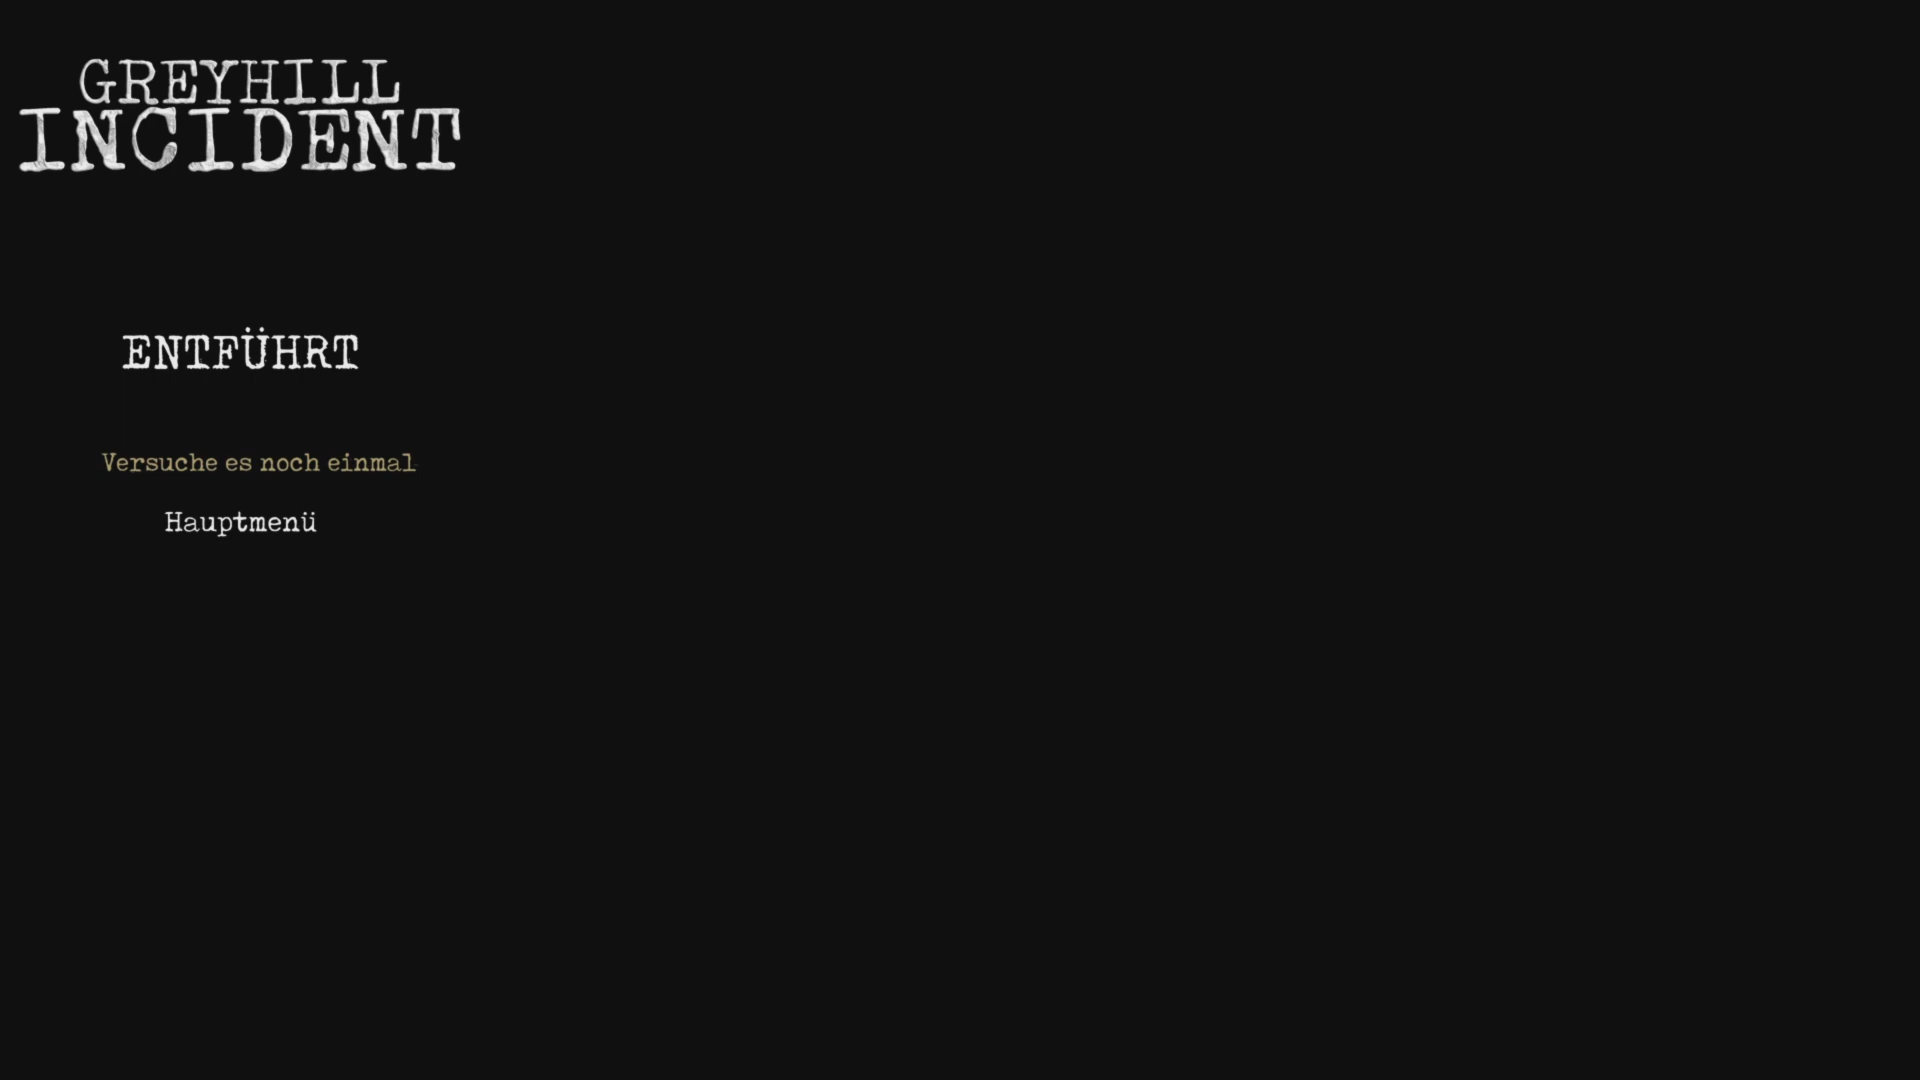 GREYHILL
INCIDENT
ENTFÜHRT
Versuche es noch einmal
Hauptmenü